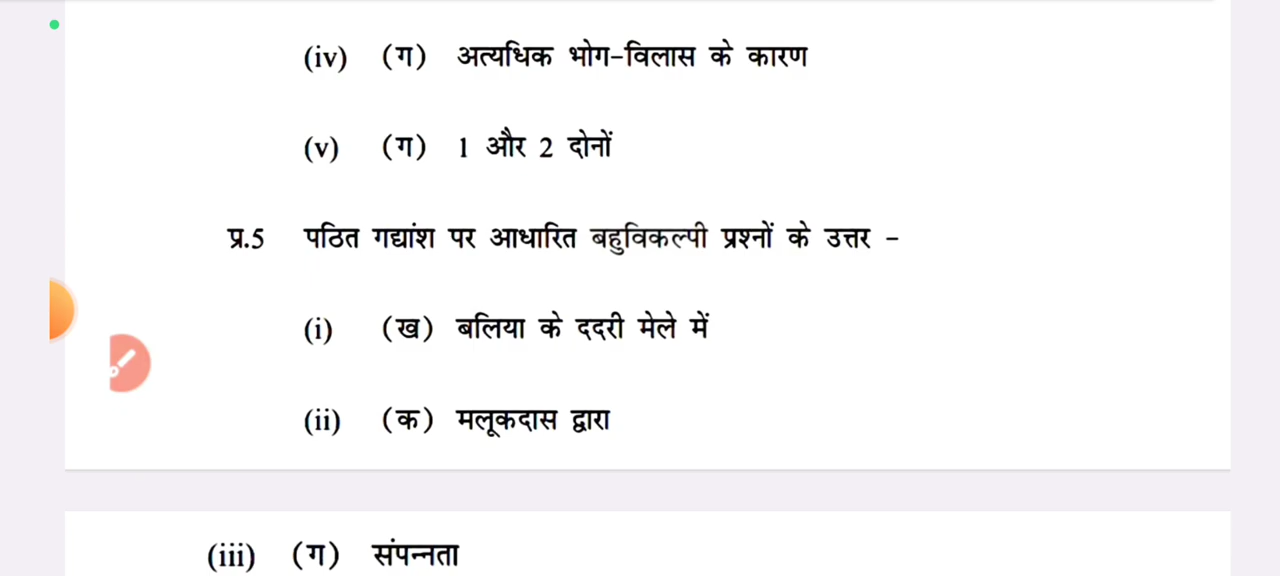 (iv) (ग) अत्यधिक भोग-विलास के कारण
(v) (ग) 1 और 2 दोनों
प्र.5 पठित गद्यांश पर आधारित बहुविकल्पी प्रश्नों के उत्तर -
(i) (ख) बलिया के ददरी मेले में
(ii) (क) मलूकदास द्वारा
(iii) (ग) संपन्नता